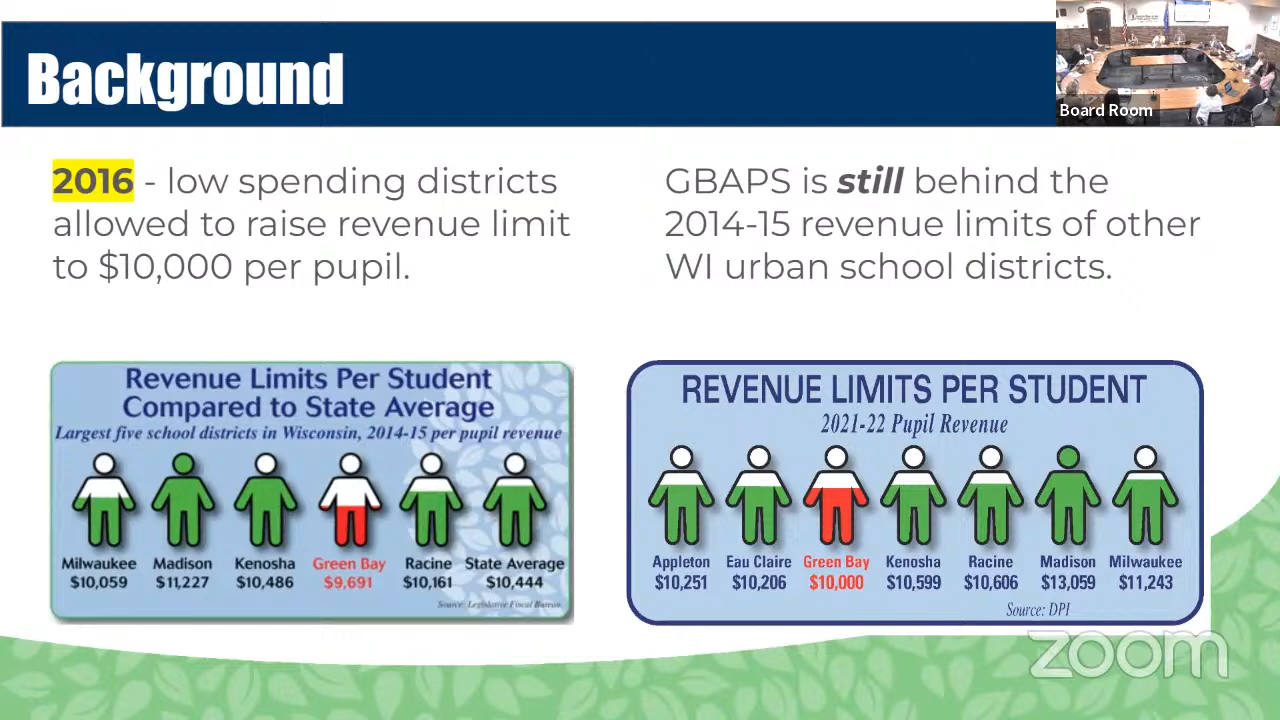 Background
Board Room
2016 - low spending districts
allowed to raise revenue limit
to $10,000 per pupil.
GBAPS is still behind the
2014-15 revenue limits of other
WI urban school districts.
Revenue Limits Per Student
Compared to State Average
Largest five school districts in Wisconsin, 2014-15 per pupil revenue
Milwaukee Madison Kenosha Green Bay Racine State Average
$10,059 $11,227 $10,486 $9,691 $10,161 $10,444
Source: Legislative Fiscal Bureau
REVENUE LIMITS PER STUDENT
2021-22 Pupil Revenue
Appleton Eau Claire Green Bay Kenosha Racine Madison Milwaukee
$10,251 $10,206 $10,000 $10,599 $10,606 $13,059 $11,243
Source: DPI
zoom